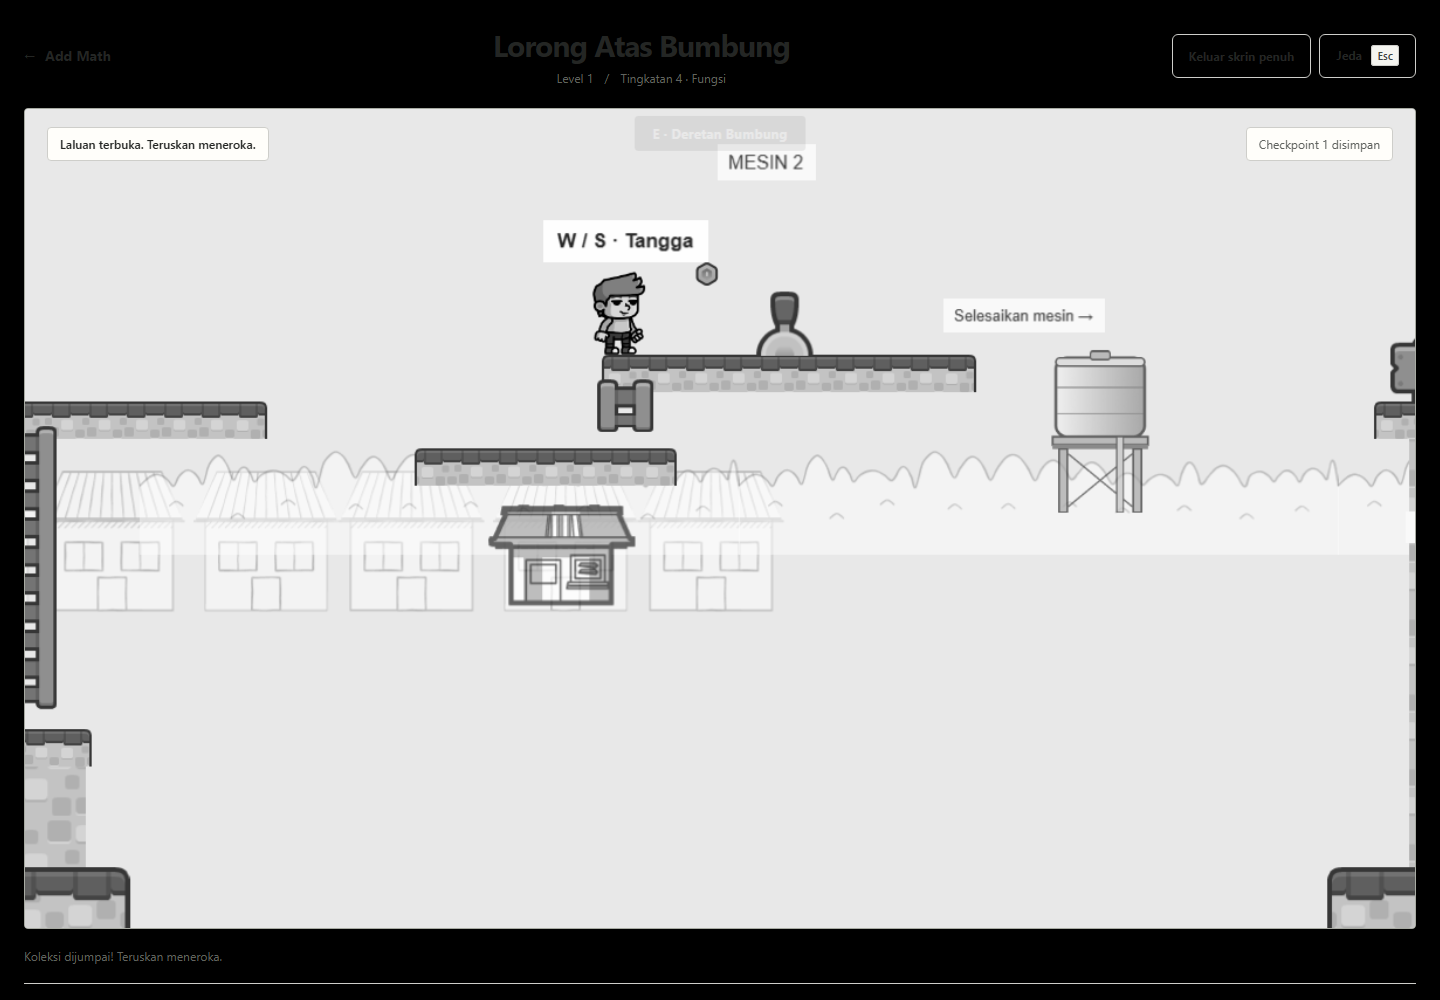 ← Add Math
Lorong Atas Bumbung
Level 1 / Tingkatan 4 · Fungsi
Keluar skrin penuh
Jeda Esc
Laluan terbuka. Teruskan meneroka.
E · Deretan Bumbung
Checkpoint 1 disimpan
MESIN 2
W / S · Tangga
Selesaikan mesin →
Koleksi dijumpai! Teruskan meneroka.